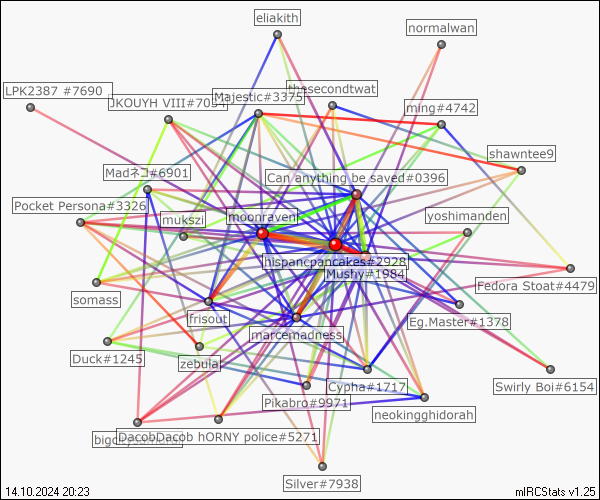 eliakith
normalwan
LPK2387 #7690
thesecondtwat
Majestic#3375
JKOUYH VIII#7054
ming#4742
shawntee9
Madネコ#6901
Can anything be saved#0396
Pocket Persona#3326
moonraven
yoshimanden
mukszi
hispancpancakes#2928
Mushy#1984
Fedora Stoat#4479
somass
frisout
Eg.Master#1378
marcemadness
Duck#1245
zebula
Cypha#1717
Swirly Boi#6154
Pikabro#9971
neokingghidorah
DacobDacob hORNY police#5271
Silver#7938
14.10.2024 20:23
mIRCStats v1.25